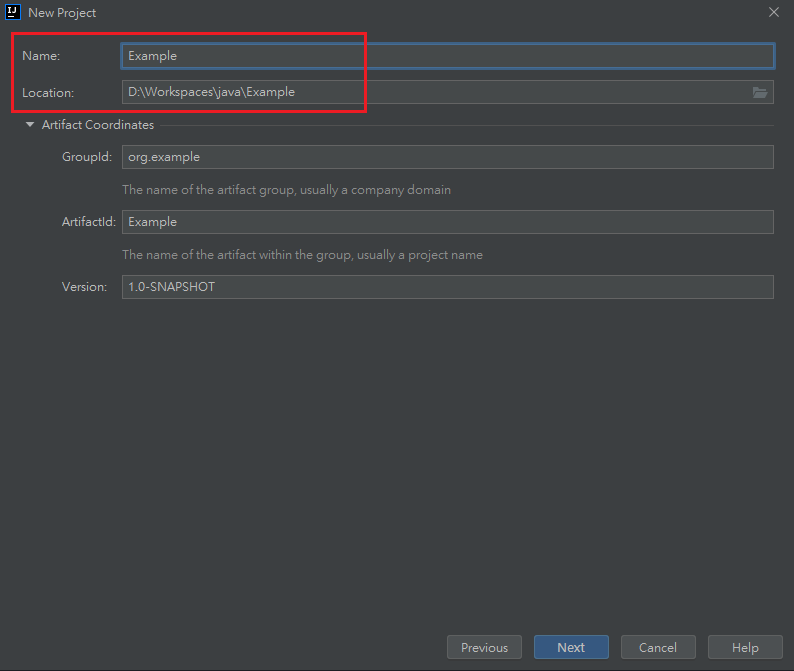 New Project
Name: Example
Location: D:\Workspaces\java\Example
Artifact Coordinates
GroupId: org.example
The name of the artifact group, usually a company domain
ArtifactId: Example
The name of the artifact within the group, usually a project name
Version: 1.0-SNAPSHOT
Previous Next Cancel Help